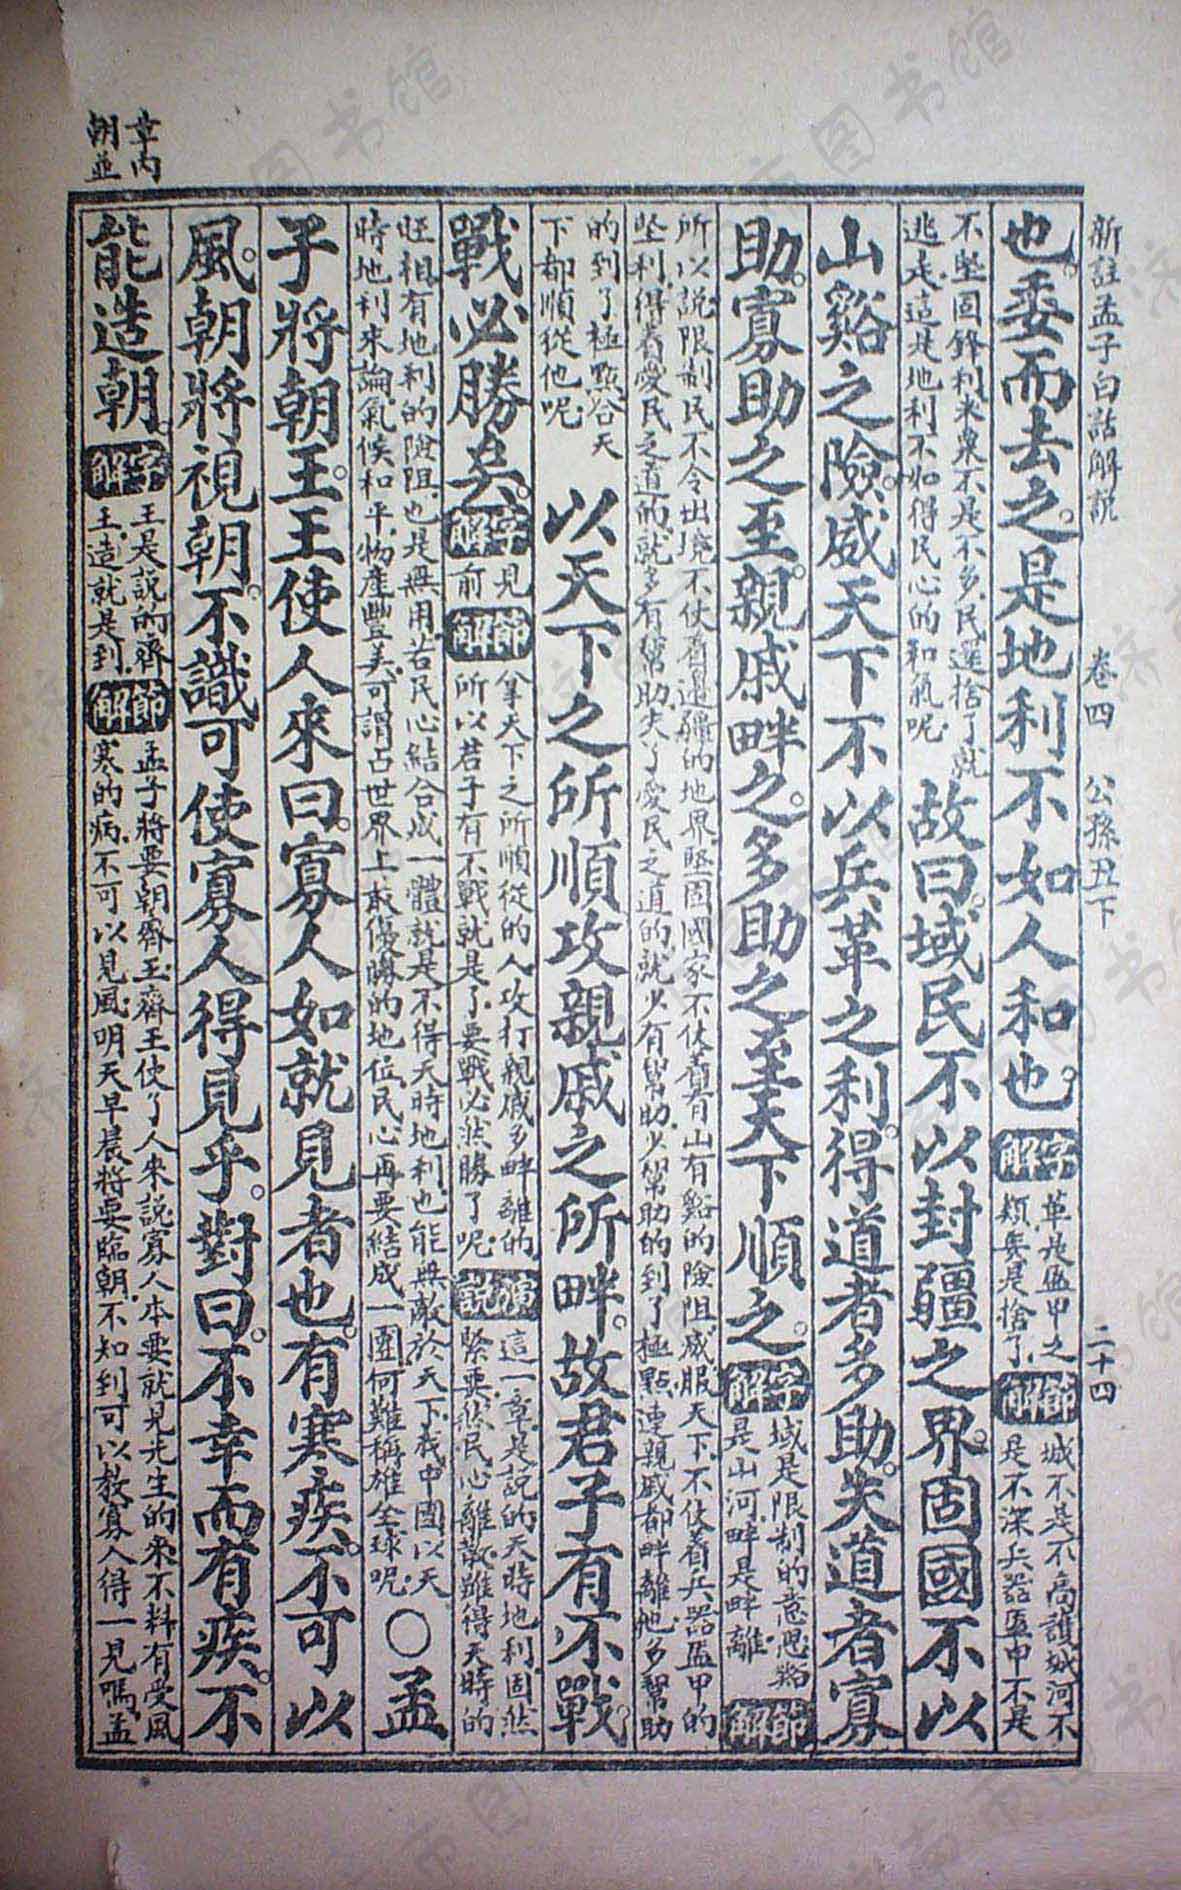 新註孟子白話解說 卷四 公孫丑下 二十四
也。委而去之。是地利不如人和也。字解 革是盔甲之類、委是捨了、節解 城不是不高、護城河不是不深、兵器盔甲不是
不堅固鋒利、米粟不是不多、民還捨了就逃走、這是地利不如得民心的和氣呢、故曰。域民不以封疆之界。固國不以
山谿之險。威天下不以兵革之利。得道者多助。失道者寡
助。寡助之至。親戚畔之。多助之至。天下順之。字解 域是限制的意思、谿是山河、畔是畔離 節解
所以說限制民不令出境、不仗着邊疆的地界、堅固國家不仗着有山有谿的險阻、威服天下、不仗着兵器盔甲的
堅利、得着愛民之道的、就多有幫助、失了愛民之道的、就少有幫助、少幫助的到了極點、連親戚都畔離他、多幫助
的到了極點、合天下都順從他呢、以天下之所順。攻親戚之所畔。故君子有不戰。
戰必勝矣。字解 見前 節解 拿天下之所順從的人、攻打親戚多畔離的、所以君子有不戰就是了、要戰必然勝了呢、演說 這一章、是說的天時地利、固然緊要、然民心離散、雖得天時的
旺相、有地利的險阻、也是無用、若民心結合成一體、就是不得天時地利、也能無敵於天下、我中國以天
時地利來論、氣候和平、物產豐美、可謂占世界上最優勝的地位、民心再要結成一團、何難稱雄全球呢、○孟
子將朝王。王使人來曰。寡人如就見者也。有寒疾。不可以
風。朝將視朝。不識可使寡人得見乎。對曰。不幸而有疾。不
能造朝。字解 王是說的齊王、造就是到、節解 孟子將要朝齊王、齊王使了人來說、寡人本要就見先生的來、不料有受風寒的病、不可以見風、明天早晨將要臨朝、不知到可以教寡人得一見嗎、孟
章内
朝並